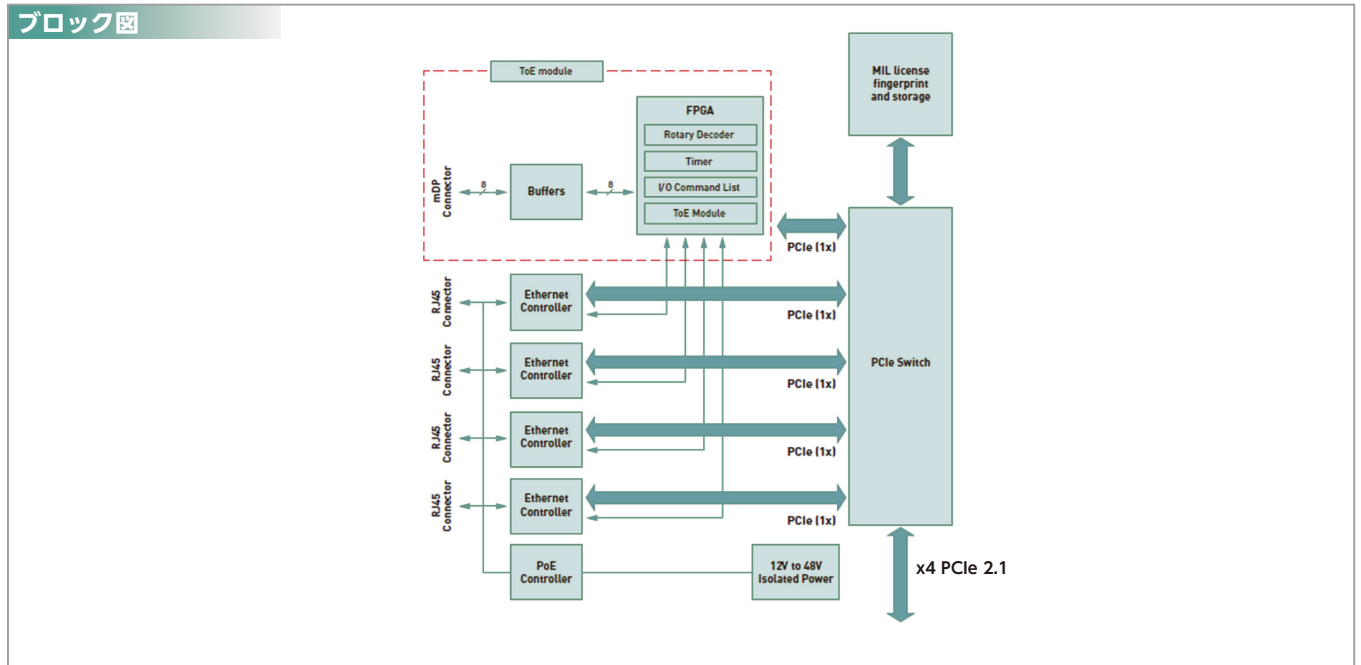 ブロック図
ToE module
MIL license
fingerprint
and storage
FPGA
Rotary Decoder
Timer
I/O Command List
ToE Module
mDP
Connector
8
Buffers
8
PCIe (1x)
RJ45
Connector
Ethernet
Controller
PCIe (1x)
RJ45
Connector
Ethernet
Controller
PCIe (1x)
PCIe Switch
RJ45
Connector
Ethernet
Controller
PCIe (1x)
RJ45
Connector
Ethernet
Controller
PCIe (1x)
PoE
Controller
12V to 48V
Isolated Power
x4 PCIe 2.1